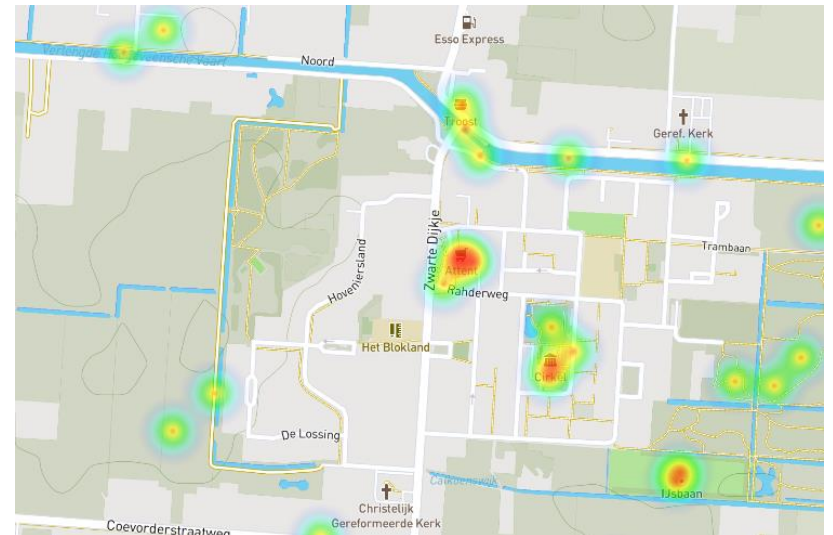 Esso Express
Noord
Troost
Geref. Kerk
Zwarte Dijkje
Trambaan
Attent
Hoveniersland
Rahderweg
Het Blokland
Cirkel
De Lossing
IJsbaan
Christelijk
Gereformeerde Kerk
Coevorderstraatweg